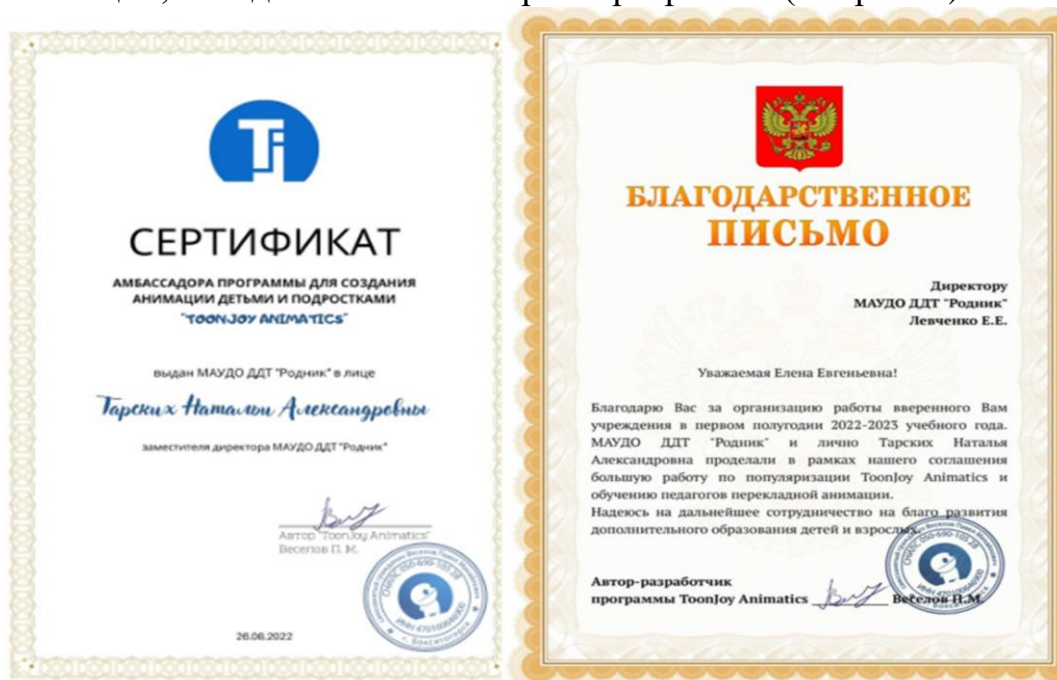 Tj
СЕРТИФИКАТ
АМБАССАДОРА ПРОГРАММЫ ДЛЯ СОЗДАНИЯ
АНИМАЦИИ ДЕТЬМИ И ПОДРОСТКАМИ
"TOONJOY ANIMATICS"
выдан МАУДО ДДТ "Родник" в лице
Тарских Натальи Александровны
заместителя директора МАУДО ДДТ "Родник"
Автор "ToonJoy Animatics"
Веселов П. М.
26.08.2022
БЛАГОДАРСТВЕННОЕ
ПИСЬМО
Директору
МАУДО ДДТ "Родник"
Левченко Е.Е.
Уважаемая Елена Евгеньевна!
Благодарю Вас за организацию работы вверенного Вам
учреждения в первом полугодии 2022-2023 учебного года.
МАУДО ДДТ "Родник" и лично Тарских Наталья
Александровна проделали в рамках нашего соглашения
большую работу по популяризации ToonJoy Animatics и
обучению педагогов перекладной анимации.
Надеюсь на дальнейшее сотрудничество на благо развития
дополнительного образования детей и взрослых.
Автор-разработчик
программы ToonJoy Animatics Веселов П.М.